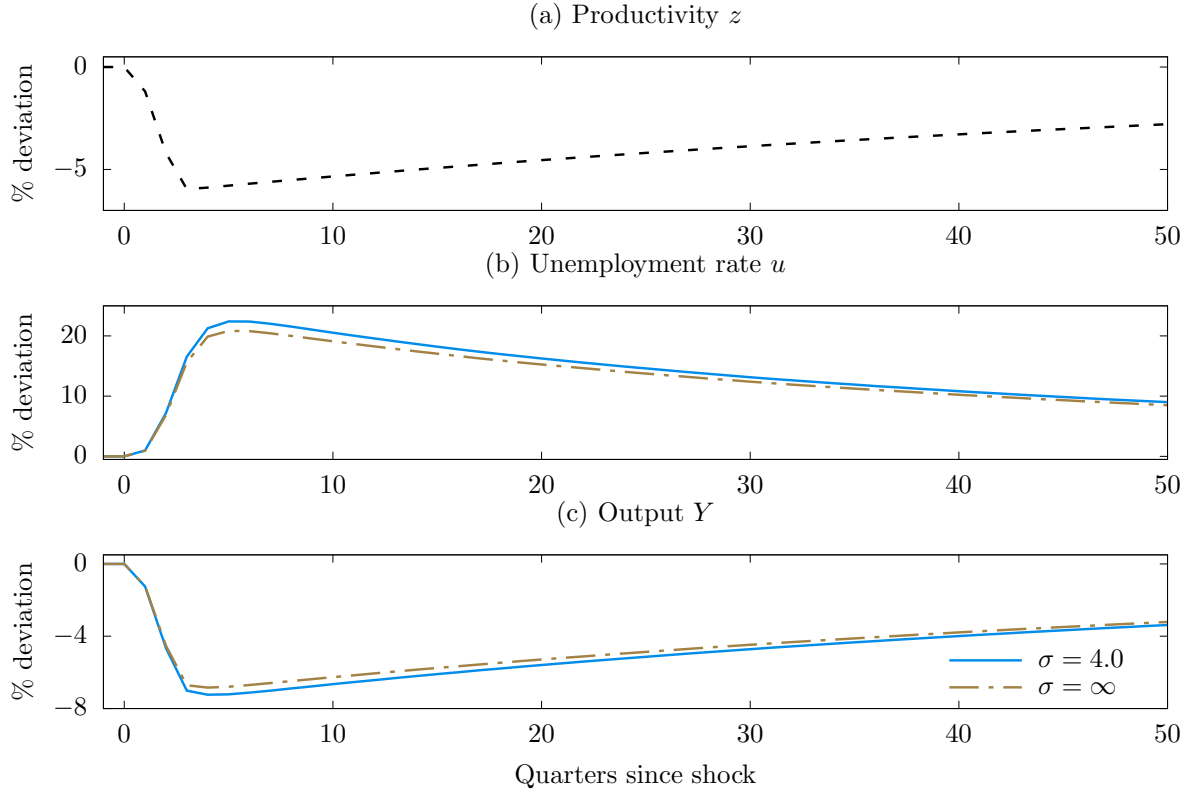 (a) Productivity z
% deviation
0
−5
0 10 20 30 40 50
(b) Unemployment rate u
% deviation
20
10
0
0 10 20 30 40 50
(c) Output Y
% deviation
0
−4
−8
σ = 4.0
σ = ∞
0 10 20 30 40 50
Quarters since shock